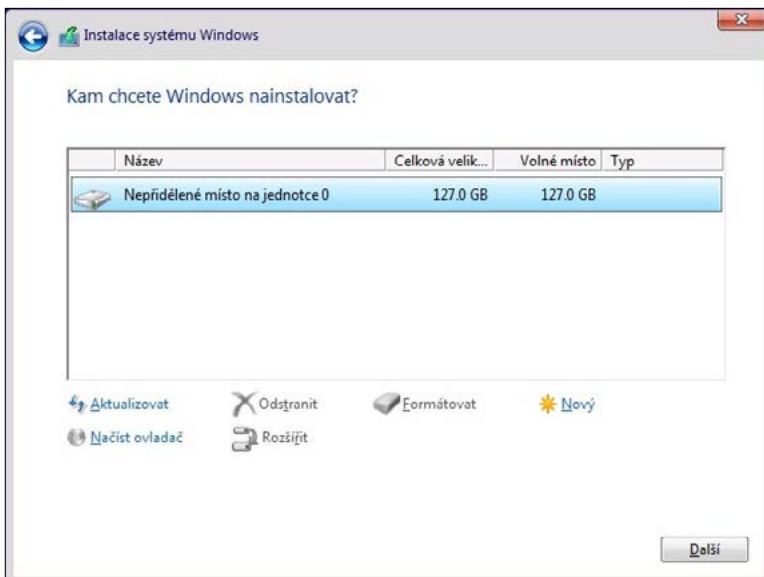 Instalace systému Windows
Kam chcete Windows nainstalovat?
Název Celková velik... Volné místo Typ
Nepřidělené místo na jednotce 0 127.0 GB 127.0 GB
Aktualizovat Odstranit Formátovat Nový
Načíst ovladač Rozšířit
Další